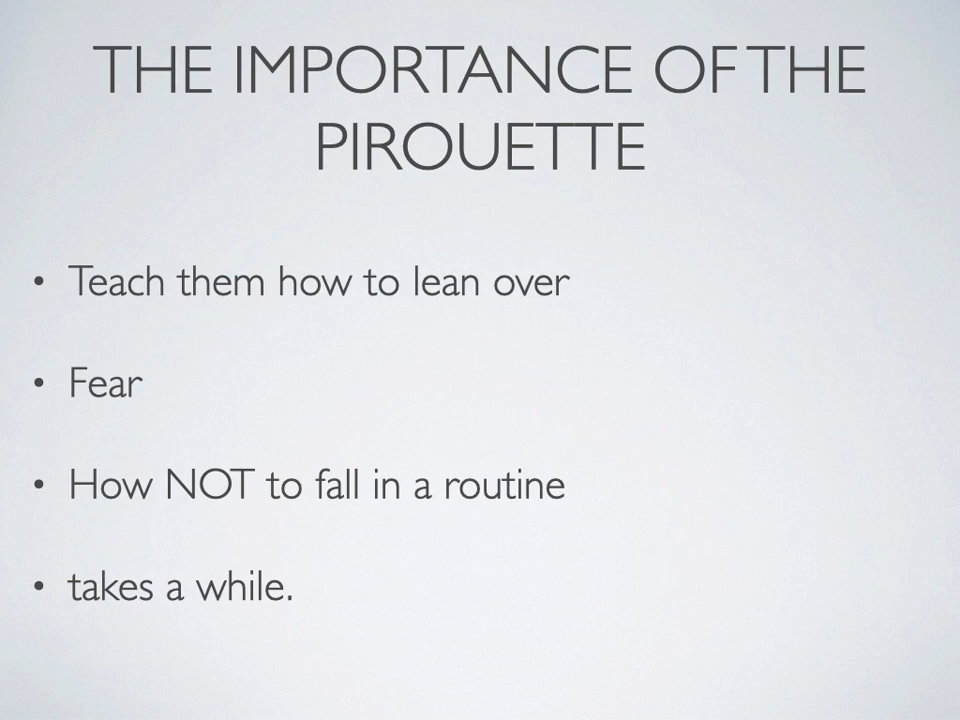 THE IMPORTANCE OF THE
PIROUETTE
• Teach them how to lean over
• Fear
• How NOT to fall in a routine
• takes a while.